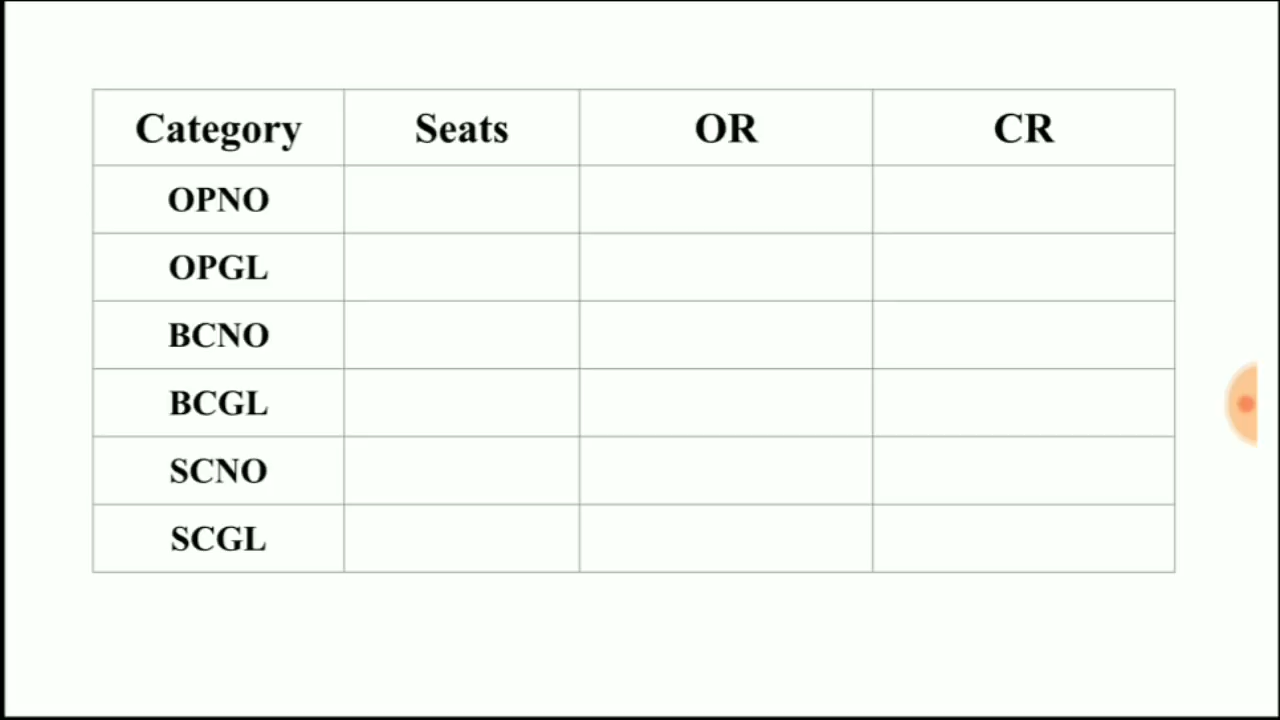 Category Seats OR CR
OPNO
OPGL
BCNO
BCGL
SCNO
SCGL